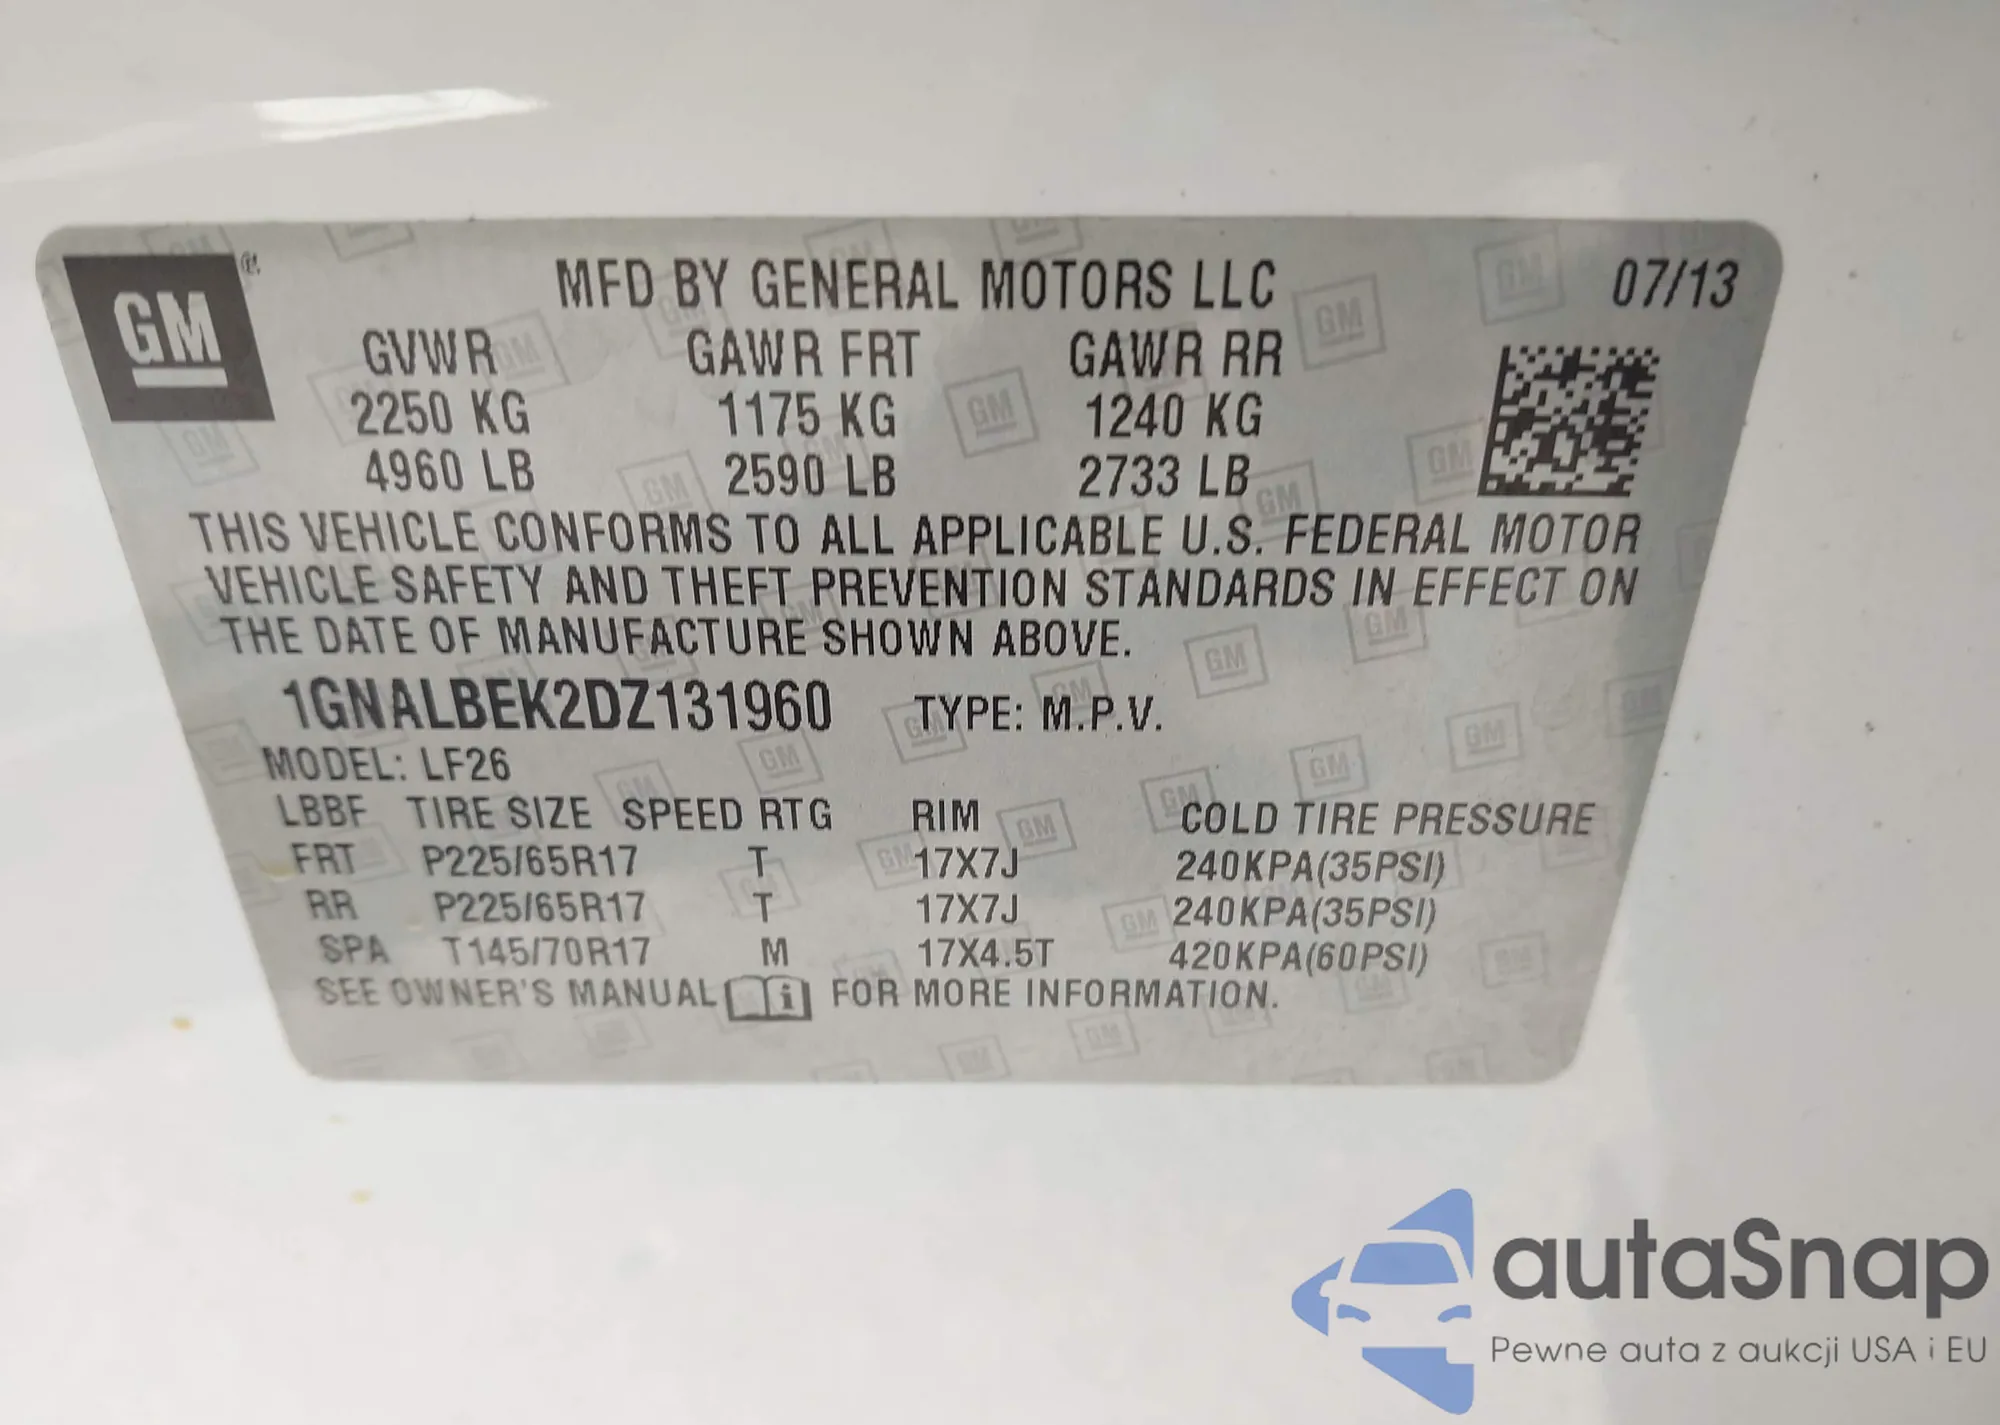 GM
MFD BY GENERAL MOTORS LLC 07/13
GVWR GAWR FRT GAWR RR
2250 KG 1175 KG 1240 KG
4960 LB 2590 LB 2733 LB
THIS VEHICLE CONFORMS TO ALL APPLICABLE U.S. FEDERAL MOTOR
VEHICLE SAFETY AND THEFT PREVENTION STANDARDS IN EFFECT ON
THE DATE OF MANUFACTURE SHOWN ABOVE.
1GNALBEK2DZ131960 TYPE: M.P.V.
MODEL: LF26
LBBF TIRE SIZE SPEED RTG RIM COLD TIRE PRESSURE
FRT P225/65R17 T 17X7J 240KPA(35PSI)
RR P225/65R17 T 17X7J 240KPA(35PSI)
SPA T145/70R17 M 17X4.5T 420KPA(60PSI)
SEE OWNER'S MANUAL i FOR MORE INFORMATION.
autaSnap
Pewne auta z aukcji USA i EU